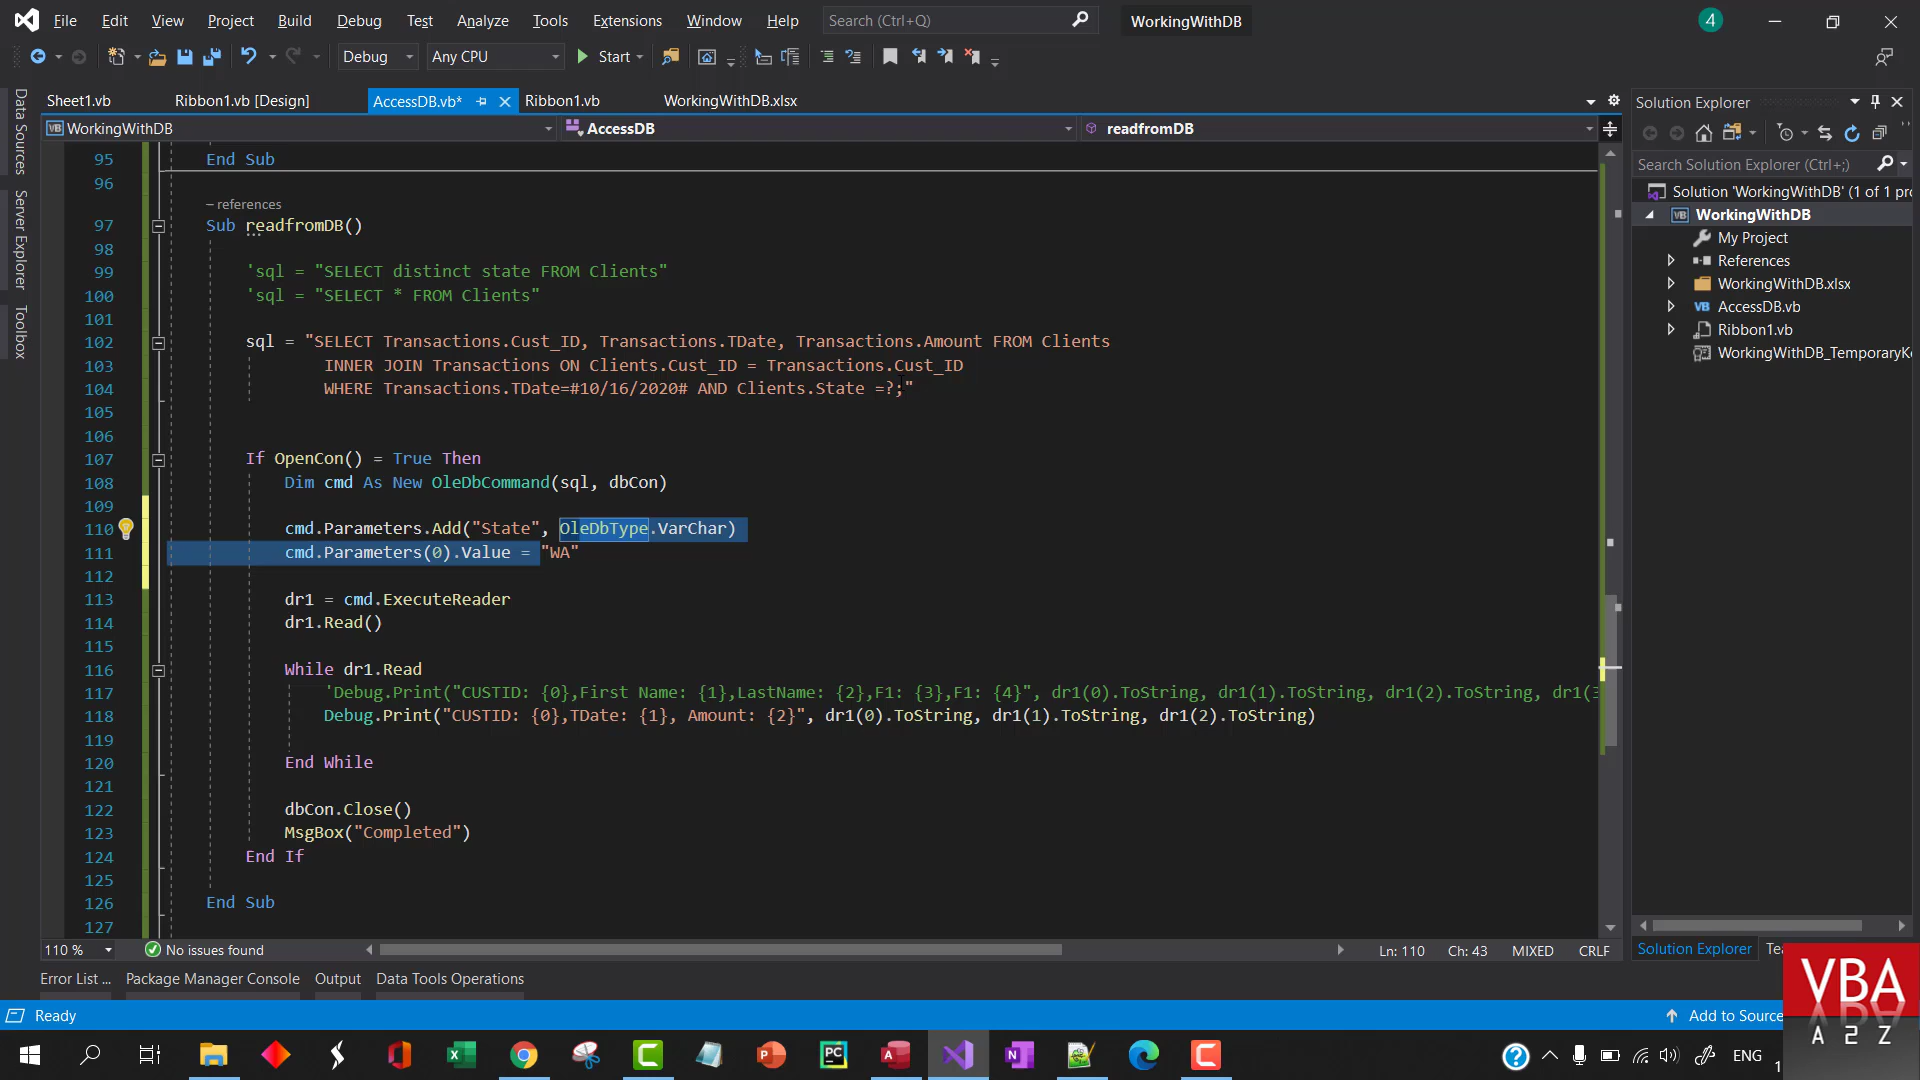 File Edit View Project Build Debug Test Analyze Tools Extensions Window Help Search (Ctrl+Q) WorkingWithDB 4
Debug Any CPU Start
Sheet1.vb Ribbon1.vb [Design] AccessDB.vb* Ribbon1.vb WorkingWithDB.xlsx
VB WorkingWithDB AccessDB readfromDB
Data Sources
Server Explorer
Toolbox
95 End Sub
96
– references
97 Sub readfromDB()
98
99 'sql = "SELECT distinct state FROM Clients"
100 'sql = "SELECT * FROM Clients"
101
102 sql = "SELECT Transactions.Cust_ID, Transactions.TDate, Transactions.Amount FROM Clients
103 INNER JOIN Transactions ON Clients.Cust_ID = Transactions.Cust_ID
104 WHERE Transactions.TDate=#10/16/2020# AND Clients.State =?;"
105
106
107 If OpenCon() = True Then
108 Dim cmd As New OleDbCommand(sql, dbCon)
109
110 cmd.Parameters.Add("State", OleDbType.VarChar)
111 cmd.Parameters(0).Value = "WA"
112
113 dr1 = cmd.ExecuteReader
114 dr1.Read()
115
116 While dr1.Read
117 'Debug.Print("CUSTID: {0},First Name: {1},LastName: {2},F1: {3},F1: {4}", dr1(0).ToString, dr1(1).ToString, dr1(2).ToString, dr1(3
118 Debug.Print("CUSTID: {0},TDate: {1}, Amount: {2}", dr1(0).ToString, dr1(1).ToString, dr1(2).ToString)
119
120 End While
121
122 dbCon.Close()
123 MsgBox("Completed")
124 End If
125
126 End Sub
127
110 % No issues found Ln: 110 Ch: 43 MIXED CRLF
Error List ... Package Manager Console Output Data Tools Operations
Ready Add to Source
Solution Explorer
Search Solution Explorer (Ctrl+;)
Solution 'WorkingWithDB' (1 of 1 pro
VB WorkingWithDB
My Project
References
WorkingWithDB.xlsx
VB AccessDB.vb
Ribbon1.vb
WorkingWithDB_TemporaryKe
Solution Explorer Tea
VBA
A 2 Z
PC
ENG